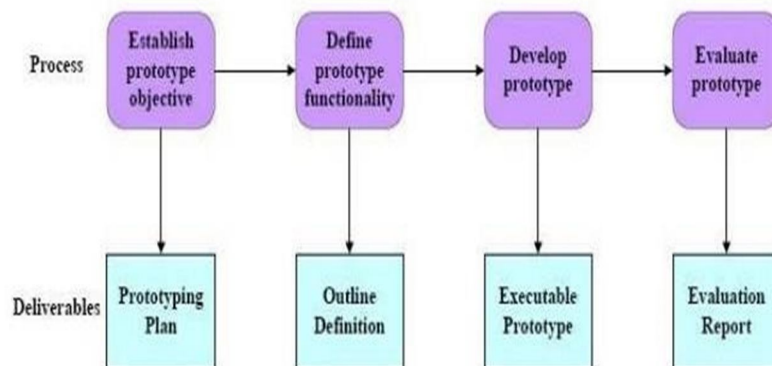 Process
Establish
prototype
objective
Define
prototype
functionality
Develop
prototype
Evaluate
prototype
Deliverables
Prototyping
Plan
Outline
Definition
Executable
Prototype
Evaluation
Report